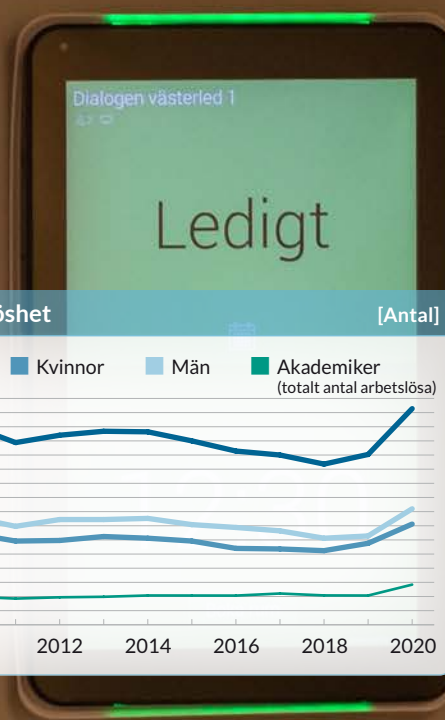 Dialogen västerled 1
Ledigt
öshet [Antal]
Kvinnor Män Akademiker
(totalt antal arbetslösa)
2012 2014 2016 2018 2020